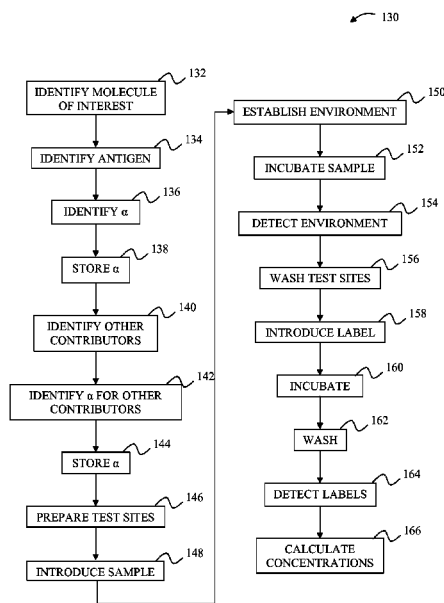 130
132
IDENTIFY MOLECULE
OF INTEREST
134
IDENTIFY ANTIGEN
136
IDENTIFY α
138
STORE α
140
IDENTIFY OTHER
CONTRIBUTORS
142
IDENTIFY α FOR OTHER
CONTRIBUTORS
144
STORE α
146
PREPARE TEST SITES
148
INTRODUCE SAMPLE
150
ESTABLISH ENVIRONMENT
152
INCUBATE SAMPLE
154
DETECT ENVIRONMENT
156
WASH TEST SITES
158
INTRODUCE LABEL
160
INCUBATE
162
WASH
164
DETECT LABELS
166
CALCULATE
CONCENTRATIONS